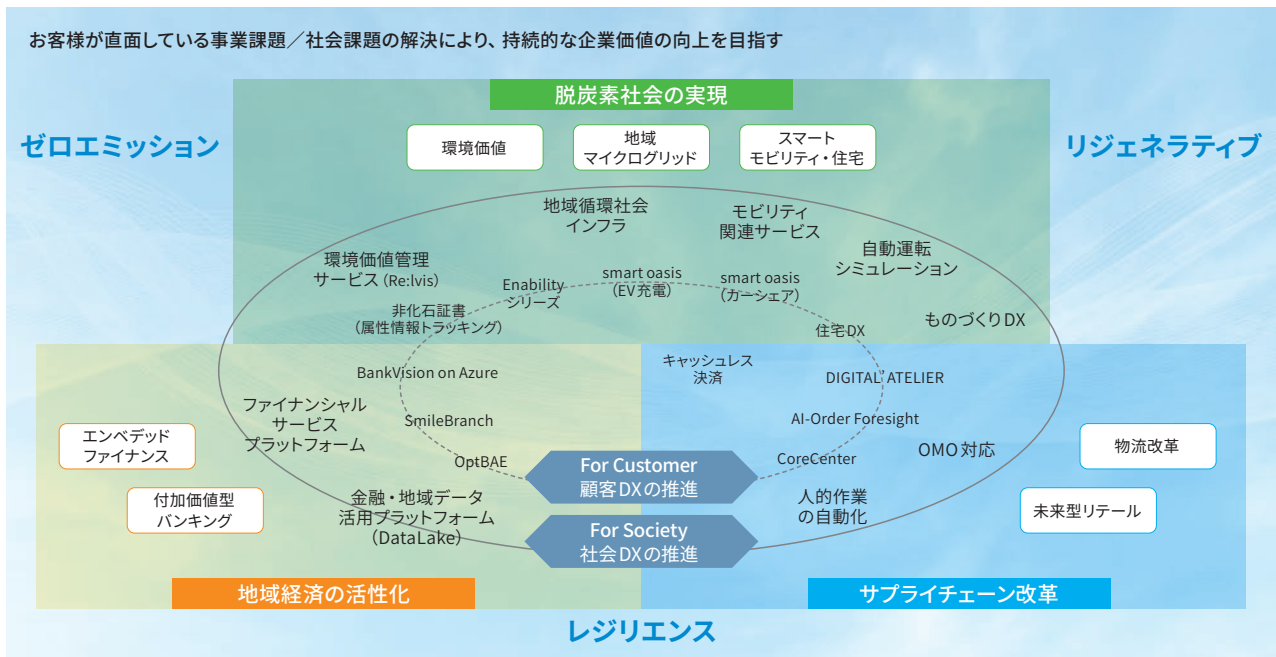 お客様が直面している事業課題／社会課題の解決により、持続的な企業価値の向上を目指す
脱炭素社会の実現
ゼロエミッション
リジェネラティブ
環境価値
地域
マイクログリッド
スマート
モビリティ・住宅
地域循環社会
インフラ
モビリティ
関連サービス
自動運転
シミュレーション
環境価値管理
サービス（Re:lvis）
Enability
シリーズ
smart oasis
（EV充電）
smart oasis
（カーシェア）
非化石証書
（属性情報トラッキング）
住宅DX
ものづくりDX
BankVision on Azure
キャッシュレス
決済
DIGITAL'ATELIER
ファイナンシャル
サービス
プラットフォーム
SmileBranch
AI-Order Foresight
エンベデッド
ファイナンス
OptBAE
For Customer
顧客DXの推進
CoreCenter
OMO対応
物流改革
付加価値型
バンキング
金融・地域データ
活用プラットフォーム
（DataLake）
For Society
社会DXの推進
人的作業
の自動化
未来型リテール
地域経済の活性化
サプライチェーン改革
レジリエンス